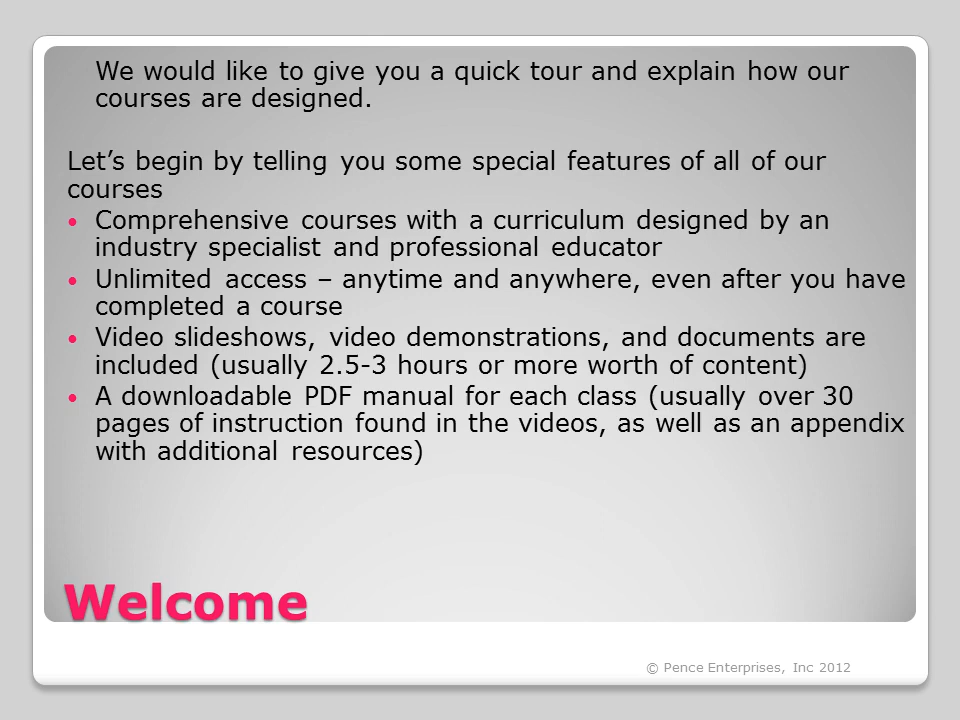 We would like to give you a quick tour and explain how our
courses are designed.
Let’s begin by telling you some special features of all of our
courses
• Comprehensive courses with a curriculum designed by an
industry specialist and professional educator
• Unlimited access – anytime and anywhere, even after you have
completed a course
• Video slideshows, video demonstrations, and documents are
included (usually 2.5-3 hours or more worth of content)
• A downloadable PDF manual for each class (usually over 30
pages of instruction found in the videos, as well as an appendix
with additional resources)
Welcome
© Pence Enterprises, Inc 2012